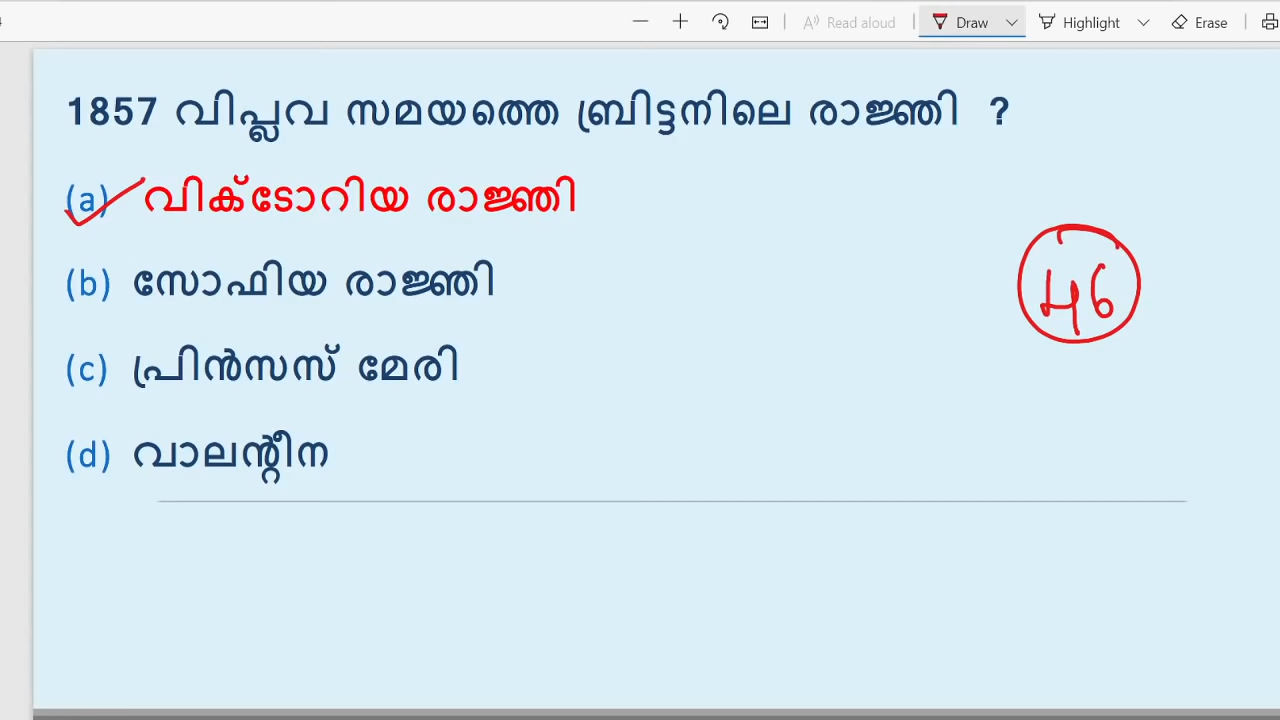 Read aloud Draw Highlight Erase
1857 വിപ്ലവ സമയത്തെ ബ്രിട്ടനിലെ രാജ്ഞി ?
(a) വിക്ടോറിയ രാജ്ഞി
(b) സോഫിയ രാജ്ഞി
46
(c) പ്രിൻസസ് മേരി
(d) വാലന്റീന